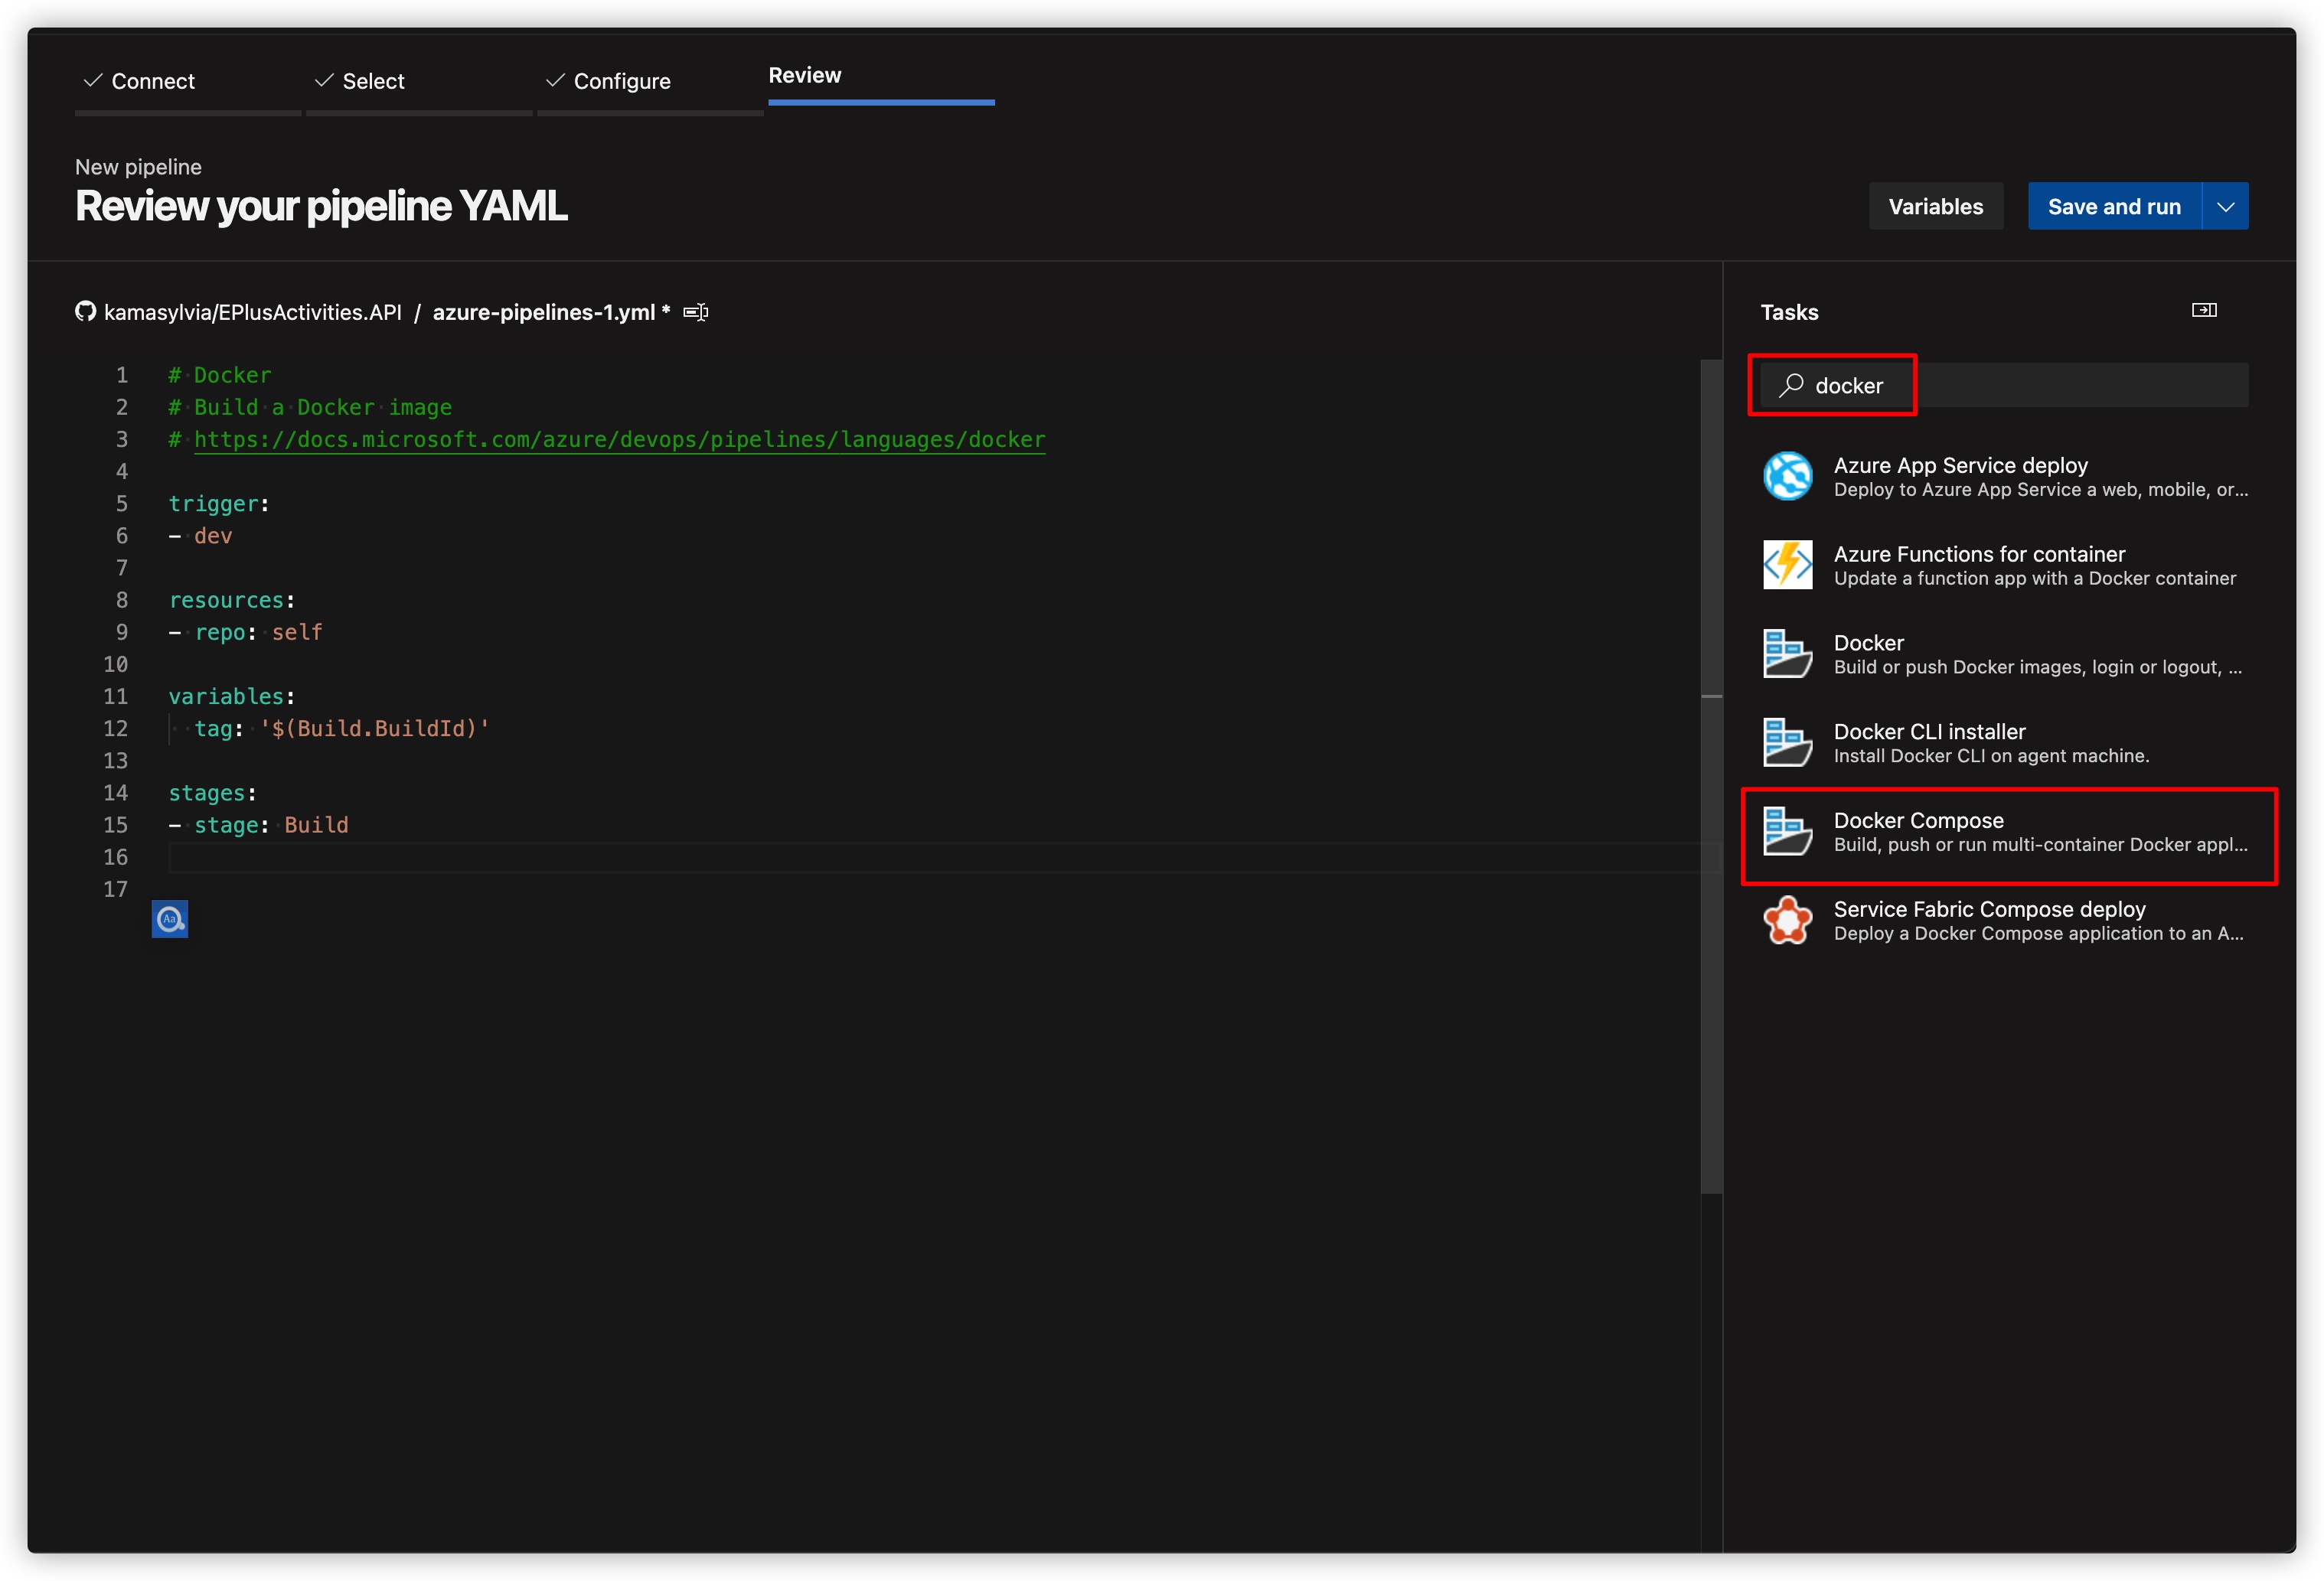 Connect
Select
Configure
Review
New pipeline
Review your pipeline YAML
Variables
Save and run
kamasylvia/EPlusActivities.API / azure-pipelines-1.yml *
1 # Docker
2 # Build a Docker image
3 # https://docs.microsoft.com/azure/devops/pipelines/languages/docker
4
5 trigger:
6 - dev
7
8 resources:
9 - repo: self
10
11 variables:
12   tag: '$(Build.BuildId)'
13
14 stages:
15 - stage: Build
16
17
Aa
Tasks
docker
Azure App Service deploy
Deploy to Azure App Service a web, mobile, or...
Azure Functions for container
Update a function app with a Docker container
Docker
Build or push Docker images, login or logout, ...
Docker CLI installer
Install Docker CLI on agent machine.
Docker Compose
Build, push or run multi-container Docker appl...
Service Fabric Compose deploy
Deploy a Docker Compose application to an A...